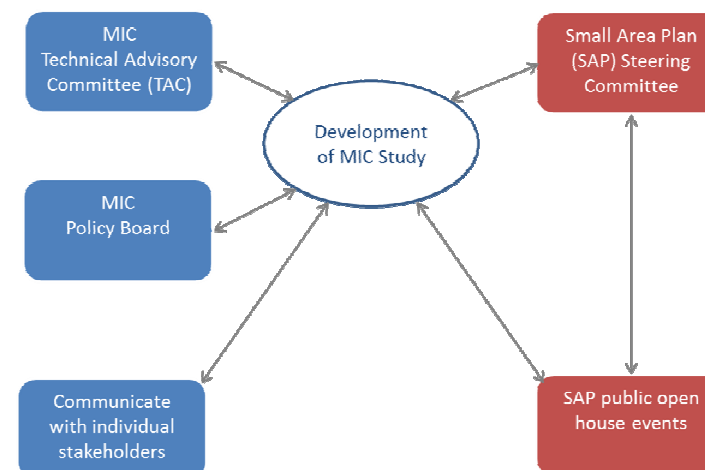 MIC
Technical Advisory
Committee (TAC)
Small Area Plan
(SAP) Steering
Committee
Development
of MIC Study
MIC
Policy Board
Communicate
with individual
stakeholders
SAP public open
house events